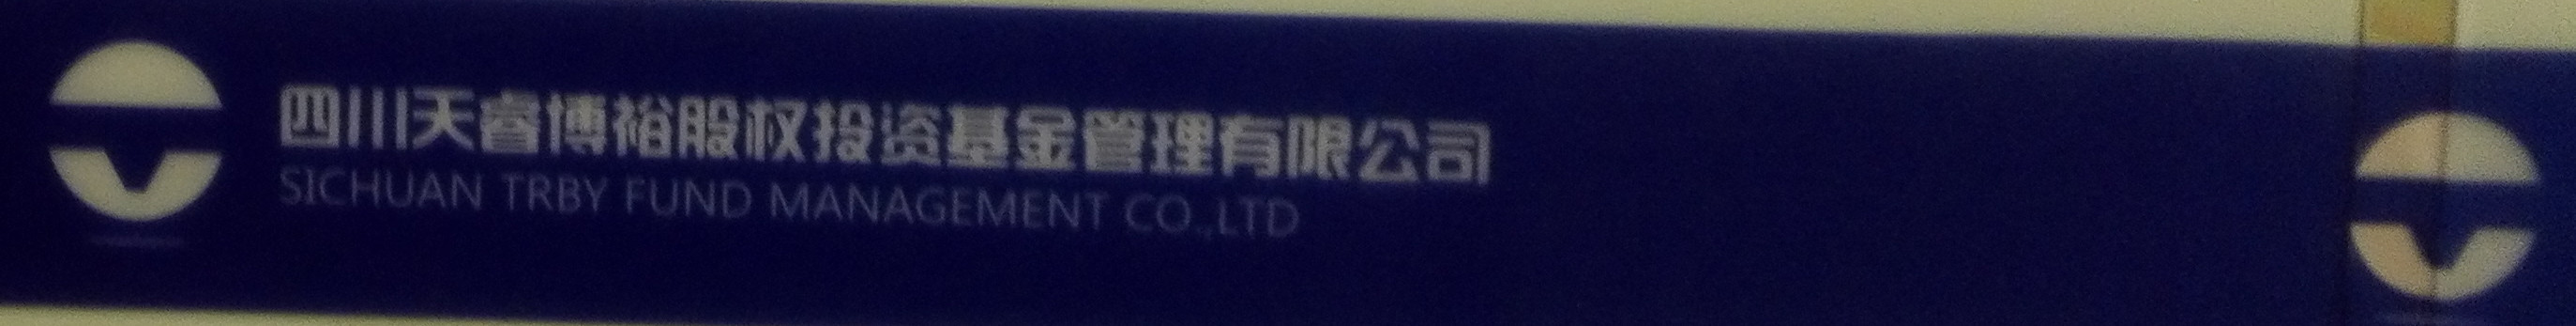 四川天睿博裕股权投资基金管理有限公司
SICHUAN TRBY FUND MANAGEMENT CO.,LTD